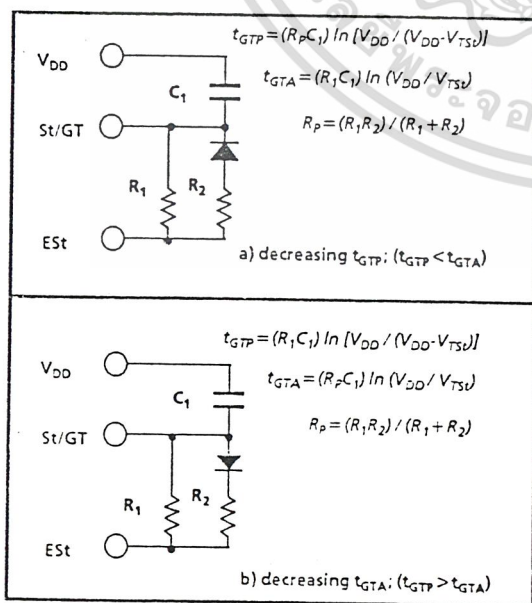 t_GTP = (R_P C_1) ln [V_DD / (V_DD-V_TSt)]
V_DD
t_GTA = (R_1 C_1) ln (V_DD / V_TSt)
C_1
St/GT
R_P = (R_1 R_2) / (R_1 + R_2)
R_1
R_2
ESt
a) decreasing t_GTP; (t_GTP < t_GTA)
t_GTP = (R_1 C_1) ln [V_DD / (V_DD-V_TSt)]
V_DD
t_GTA = (R_P C_1) ln (V_DD / V_TSt)
C_1
St/GT
R_P = (R_1 R_2) / (R_1 + R_2)
R_1
R_2
ESt
b) decreasing t_GTA; (t_GTP > t_GTA)